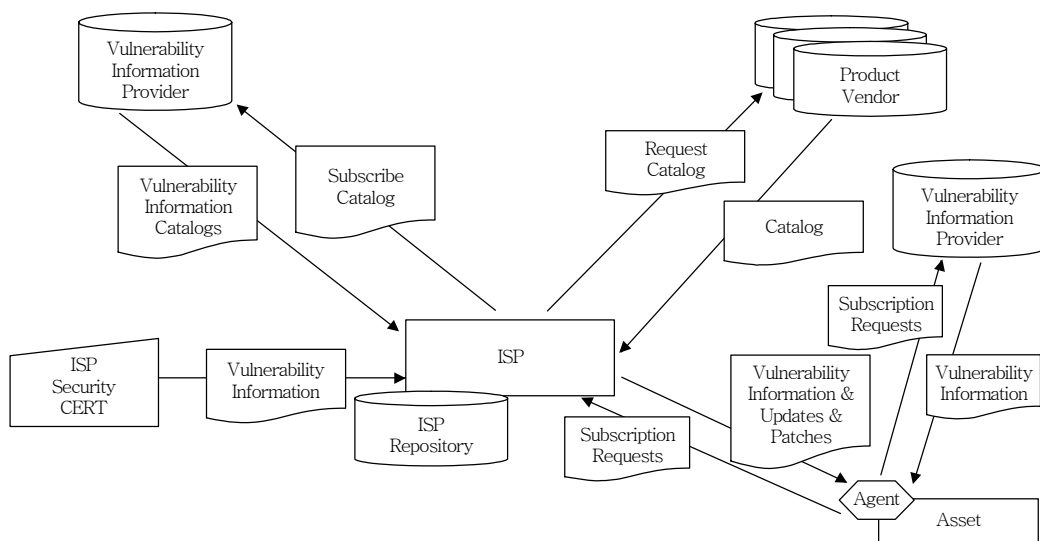 Vulnerability
Information
Provider
Product
Vendor
Request
Catalog
Subscribe
Catalog
Vulnerability
Information
Catalogs
Vulnerability
Information
Provider
Catalog
Subscription
Requests
ISP
ISP
Security
CERT
Vulnerability
Information
Vulnerability
Information &
Updates &
Patches
Vulnerability
Information
ISP
Repository
Subscription
Requests
Agent
Asset